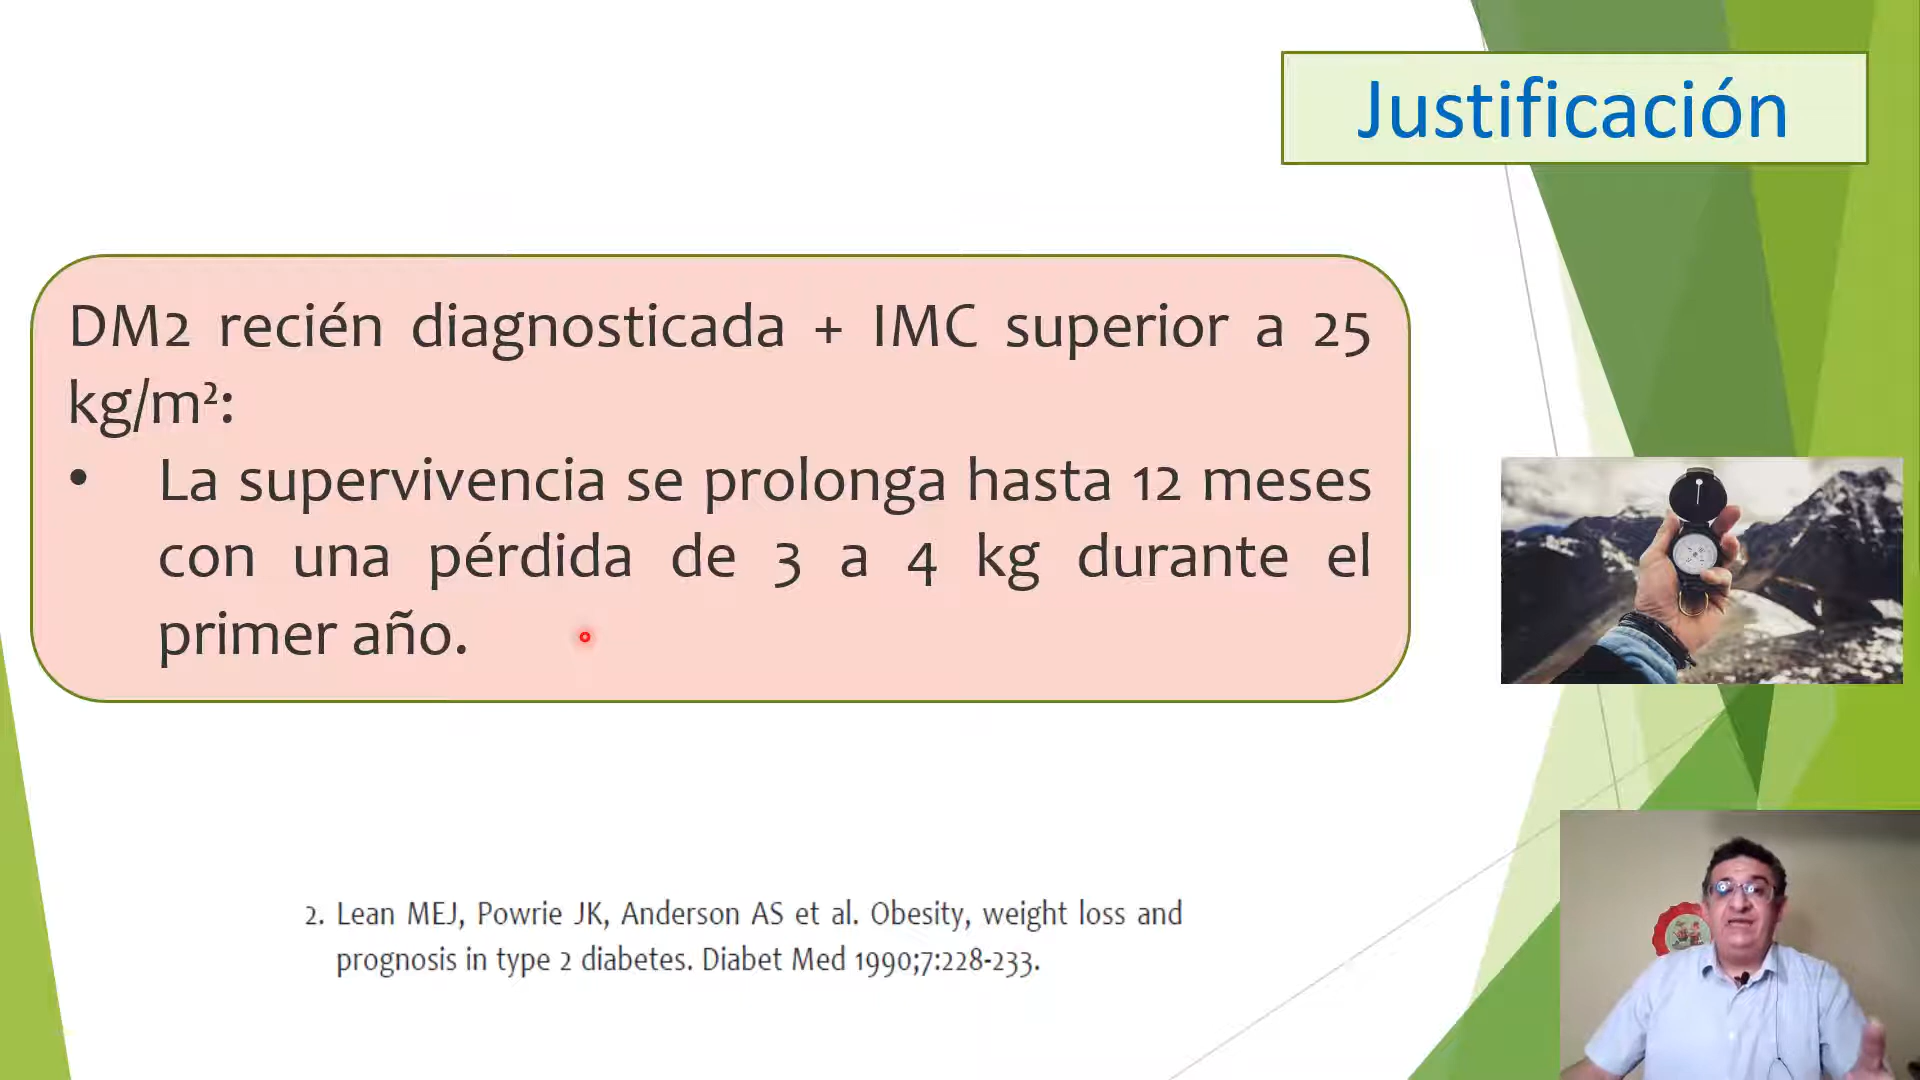 Justificación
DM2 recién diagnosticada + IMC superior a 25
kg/m²:
• La supervivencia se prolonga hasta 12 meses
con una pérdida de 3 a 4 kg durante el
primer año.
2. Lean MEJ, Powrie JK, Anderson AS et al. Obesity, weight loss and
prognosis in type 2 diabetes. Diabet Med 1990;7:228-233.